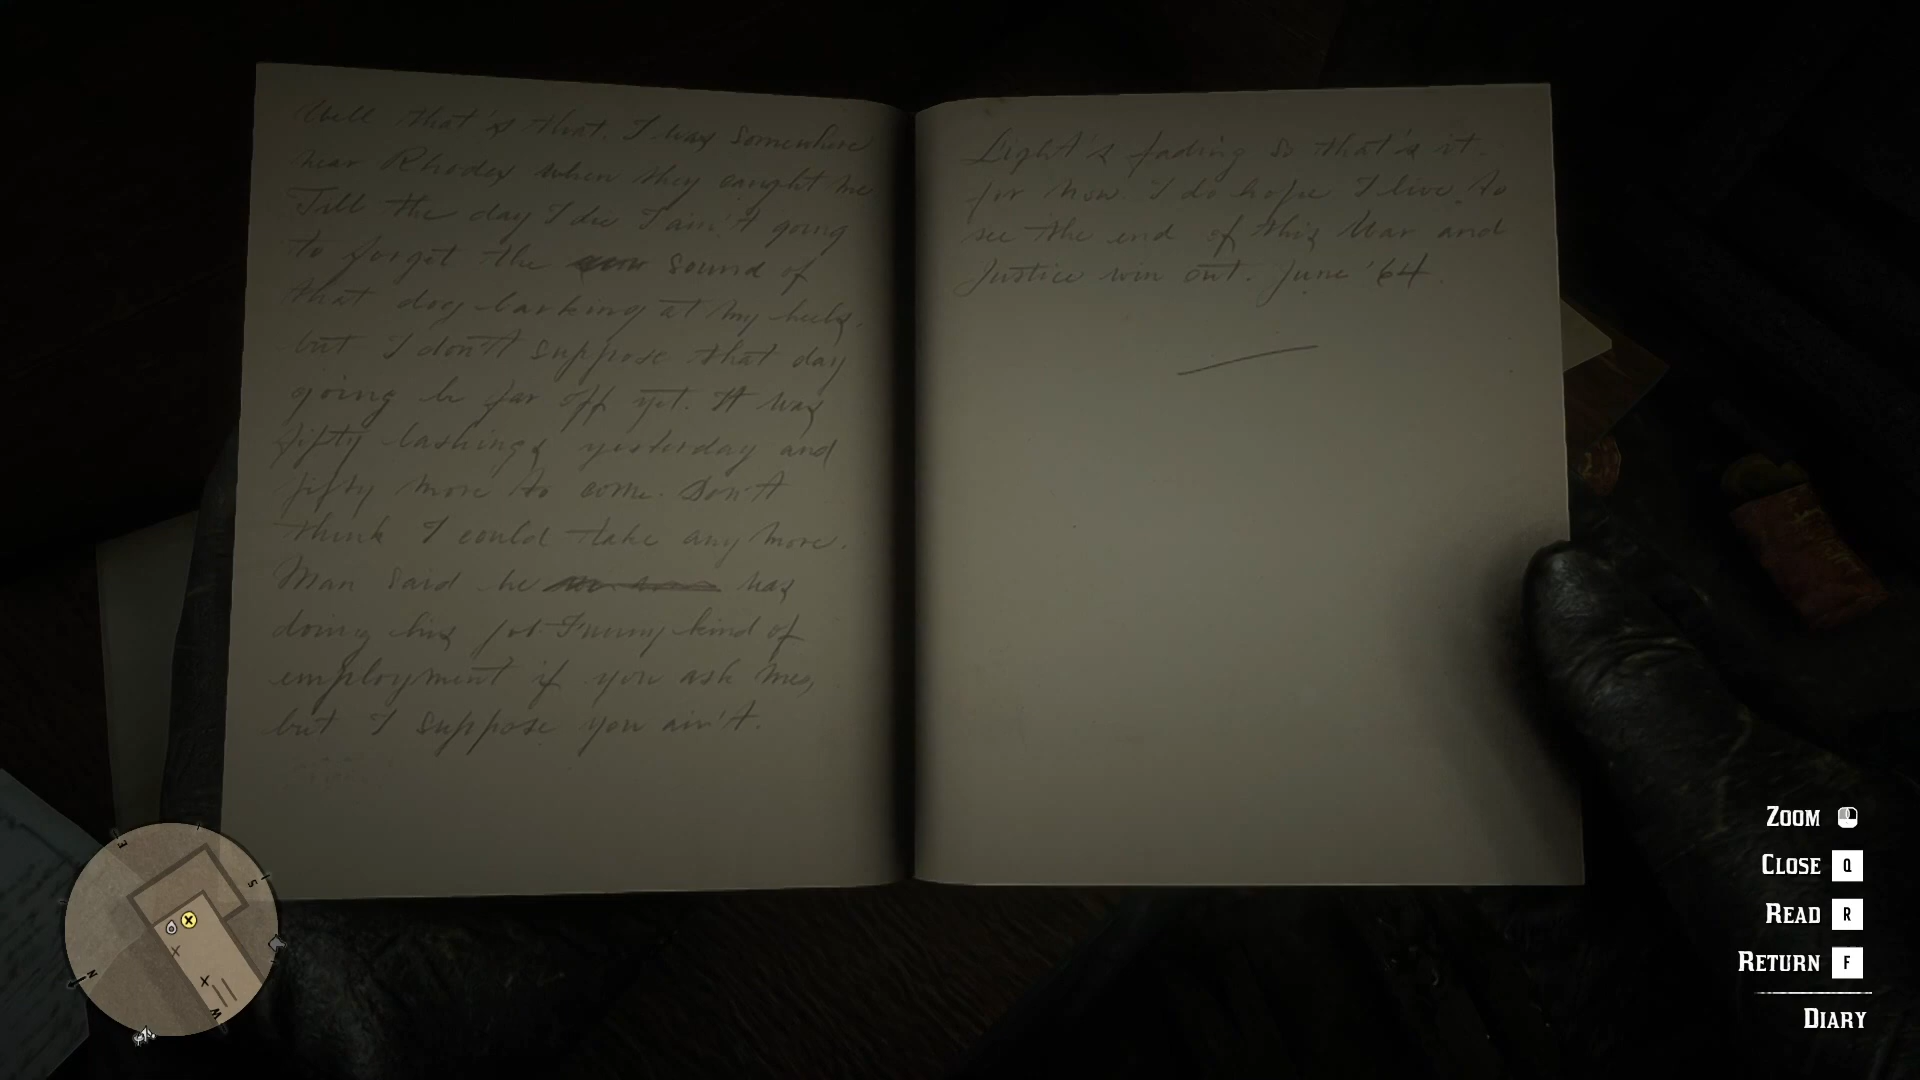 Well that's that. I was somewhere
near Rhodes when they caught me
Till the day I die I ain't going
to forget the sound of
that dog barking at my heels,
but I don't suppose that day
going be far off yet. It was
fifty lashings yesterday and
fifty more to come. Don't
think I could take any more.
Man said he was
doing his job. Funny kind of
employment if you ask me,
but I suppose you ain't.
Light's fading so that's it
for now. I do hope I live to
see the end of this War and
Justice win out. June '64.
N
E
S
W
ZOOM
CLOSE Q
READ R
RETURN F
DIARY